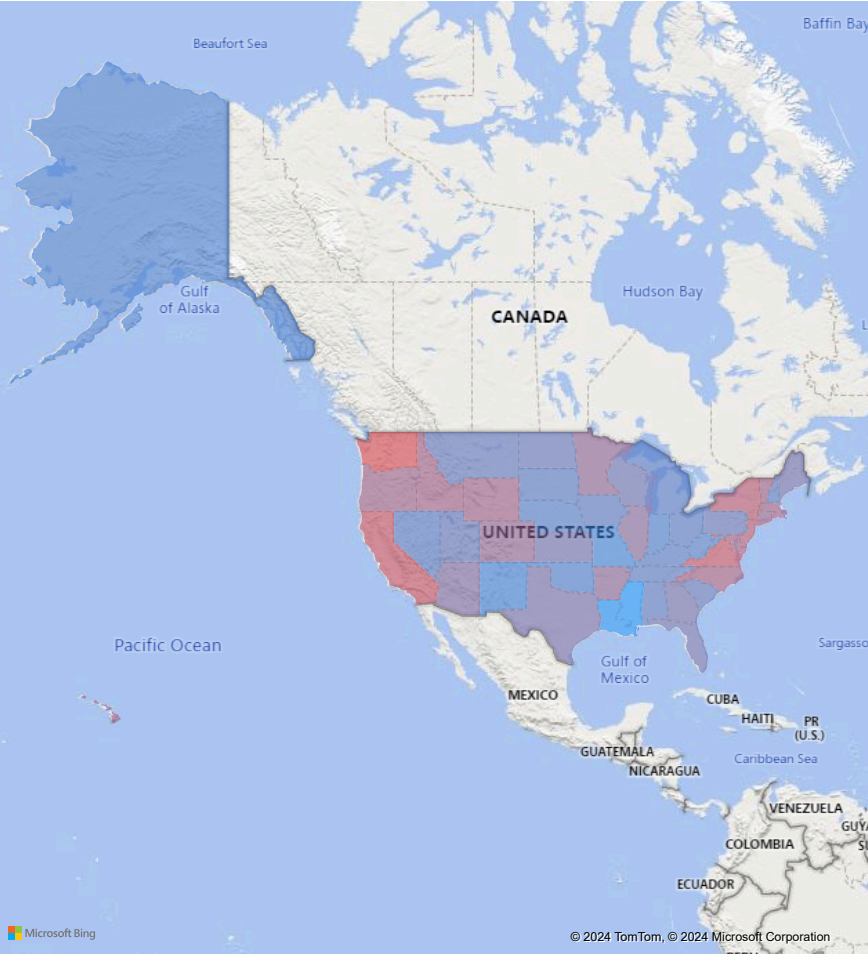 Baffin Bay
Beaufort Sea
Gulf
of Alaska
Hudson Bay
CANADA
UNITED STATES
Pacific Ocean
Sargasso
Gulf of
Mexico
MEXICO
CUBA
HAITI
PR
(U.S.)
GUATEMALA
Caribbean Sea
NICARAGUA
VENEZUELA
GUYA
COLOMBIA
ECUADOR
Microsoft Bing
© 2024 TomTom, © 2024 Microsoft Corporation